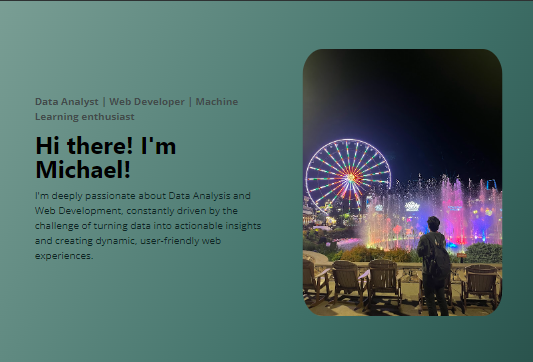 Data Analyst | Web Developer | Machine
Learning enthusiast
Hi there! I'm
Michael!
I'm deeply passionate about Data Analysis and
Web Development, constantly driven by the
challenge of turning data into actionable insights
and creating dynamic, user-friendly web
experiences.